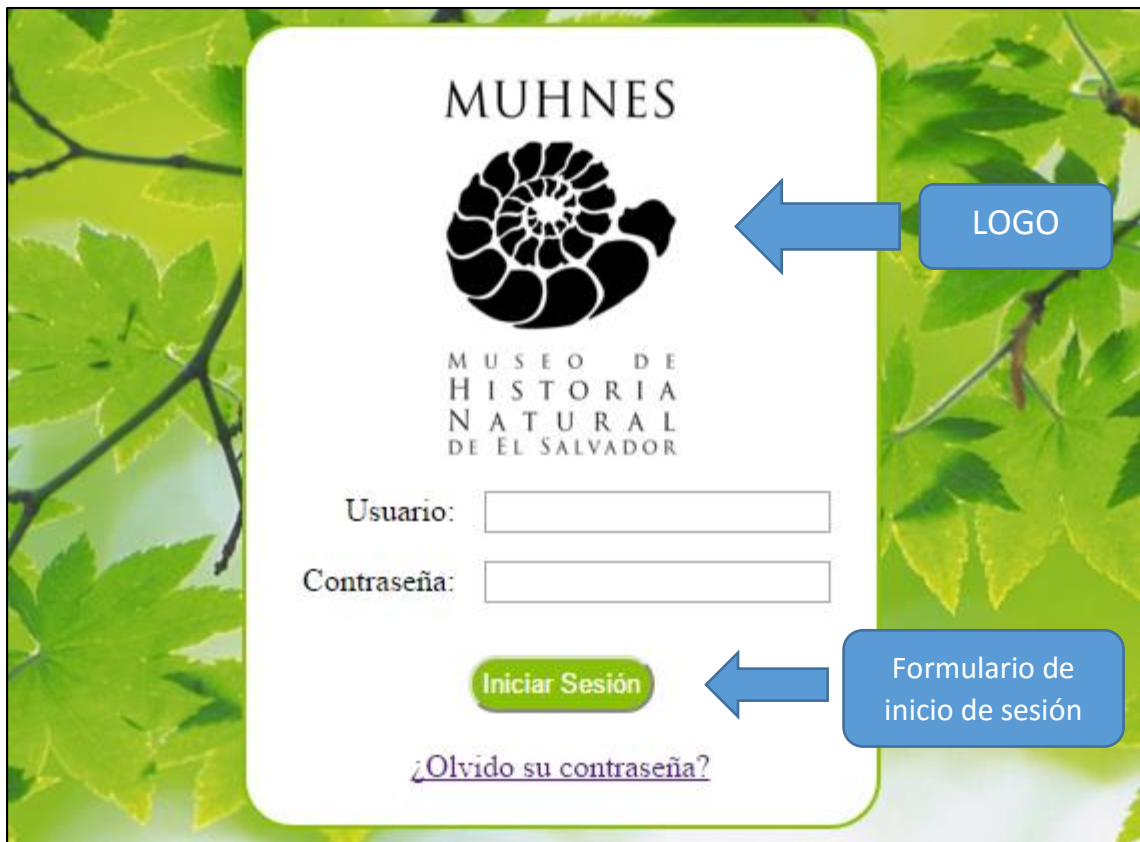 MUHNES
LOGO
MUSEO DE
HISTORIA
NATURAL
DE EL SALVADOR
Usuario:
Contraseña:
Iniciar Sesión
Formulario de
inicio de sesión
¿Olvido su contraseña?